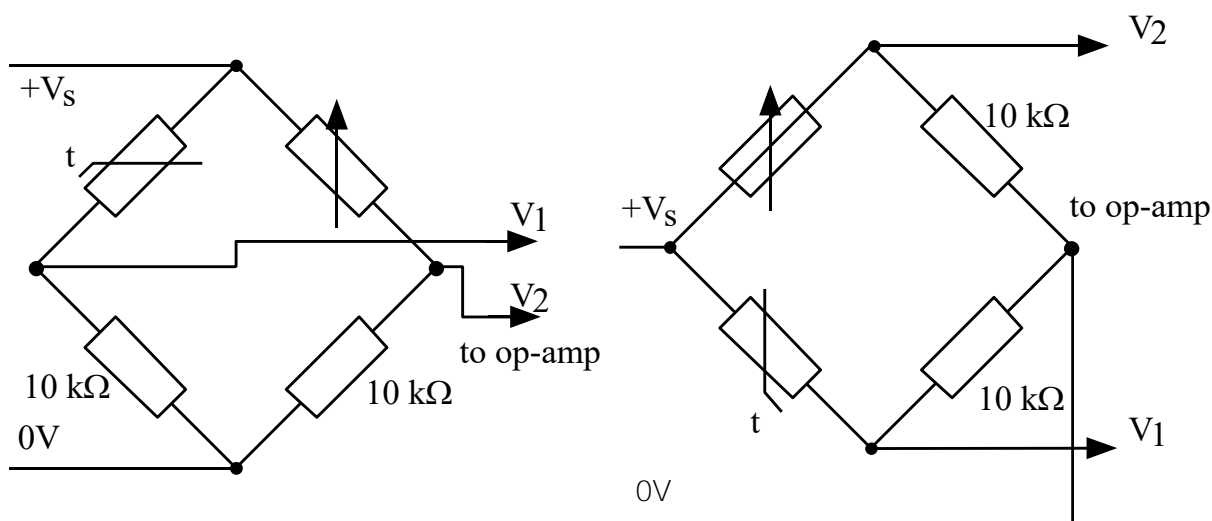 +Vs
t
V1
V2
to op-amp
10 kΩ
10 kΩ
0V
V2
10 kΩ
+Vs
to op-amp
10 kΩ
t
V1
0V